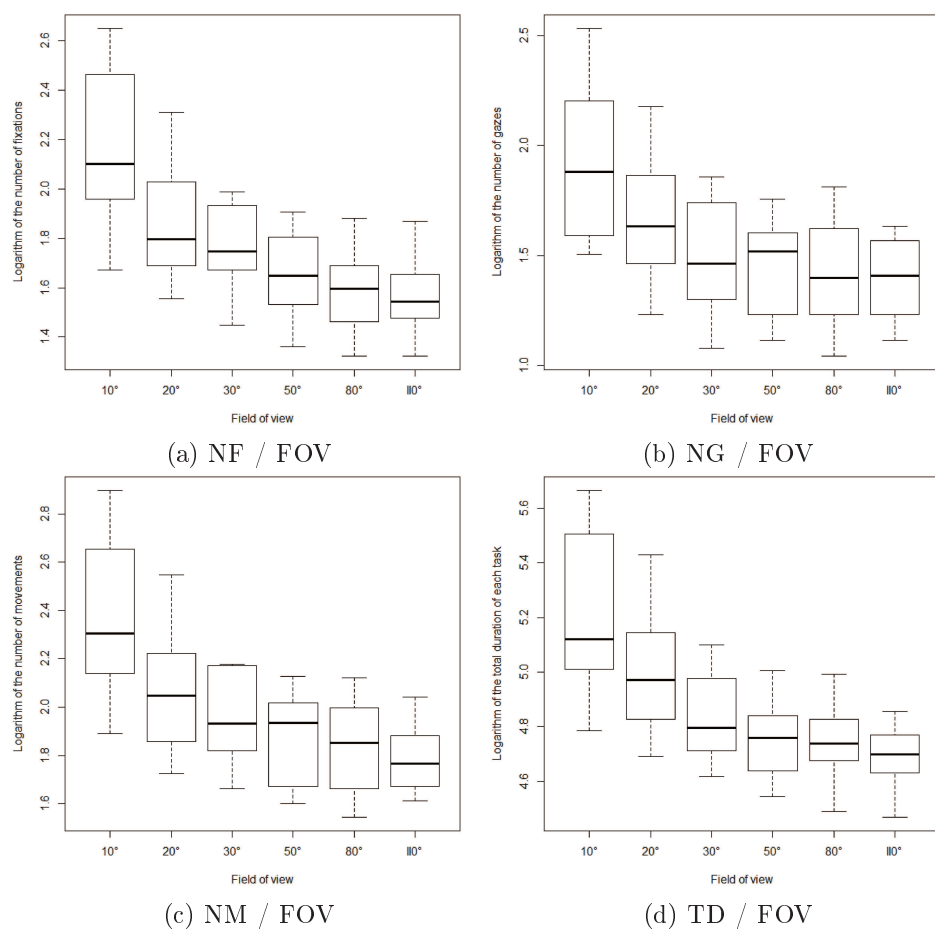 Logarithm of the number of fixations
2.6
2.4
2.2
2.0
1.8
1.6
1.4
10° 20° 30° 50° 80° ll0°
Field of view
(a) NF / FOV
Logarithm of the number of gazes
2.5
2.0
1.5
1.0
10° 20° 30° 50° 80° ll0°
Field of view
(b) NG / FOV
Logarithm of the number of movements
2.8
2.6
2.4
2.2
2.0
1.8
1.6
10° 20° 30° 50° 80° ll0°
Field of view
(c) NM / FOV
Logarithm of the total duration of each task
5.6
5.4
5.2
5.0
4.8
4.6
10° 20° 30° 50° 80° ll0°
Field of view
(d) TD / FOV